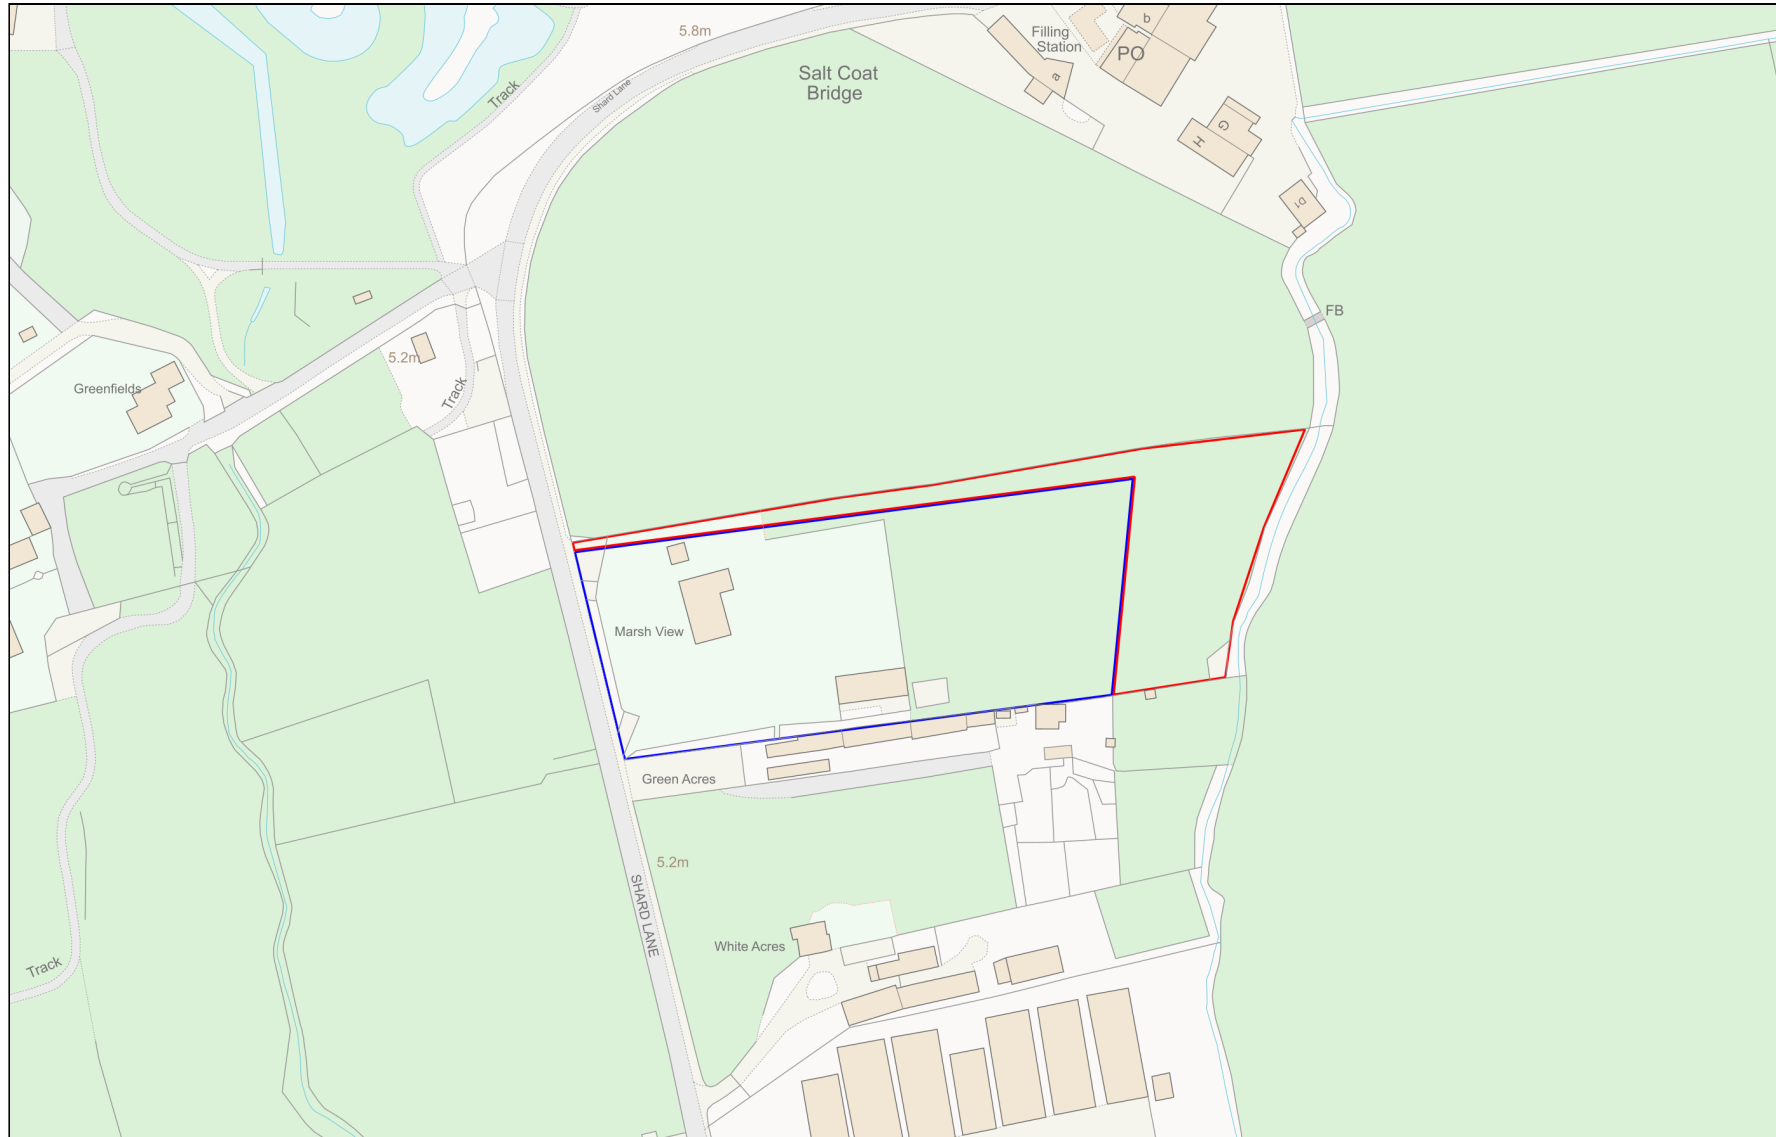 5.8m
Filling
Station
b
PO
a
Salt Coat
Bridge
Track
Shard Lane
G
H
D1
FB
5.2m
Track
Greenfields
Marsh View
Green Acres
5.2m
SHARD LANE
White Acres
Track